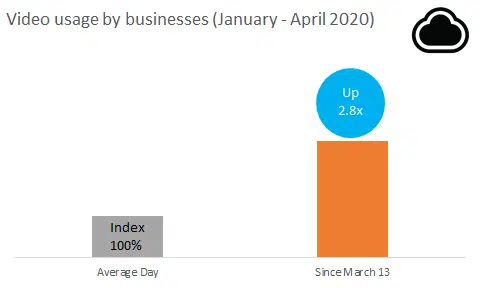 Video usage by businesses (January - April 2020)
Up
2.8x
Index
100%
Average Day
Since March 13